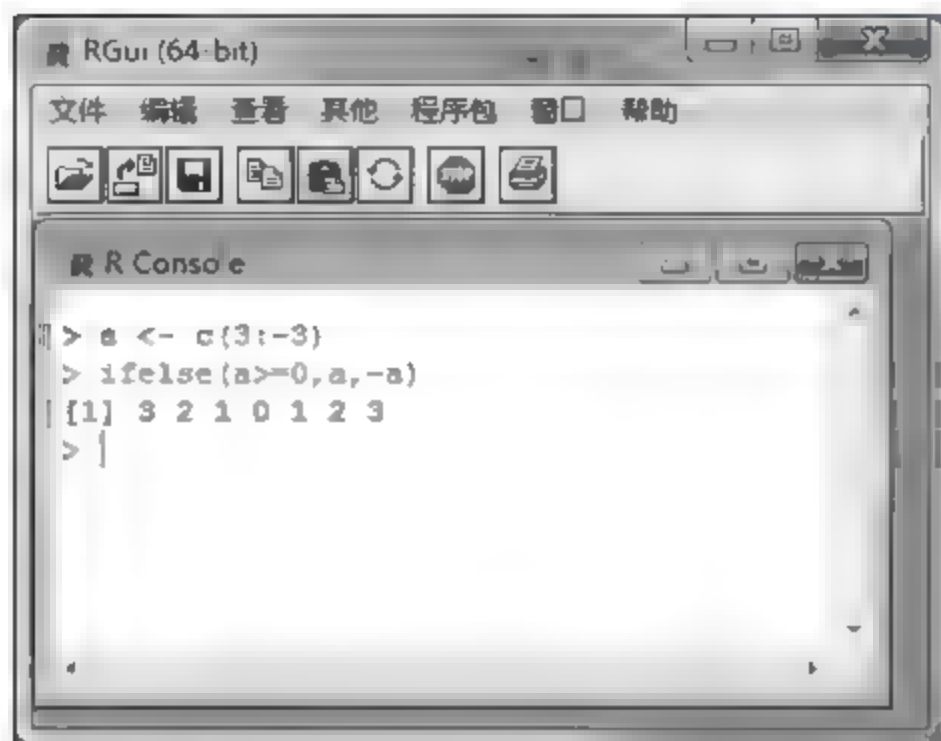 RGui (64-bit)
文件 编辑 查看 其他 程序包 窗口 帮助
STOP
R Console
> a <- c(3:-3)
> ifelse(a>=0,a,-a)
[1] 3 2 1 0 1 2 3
>